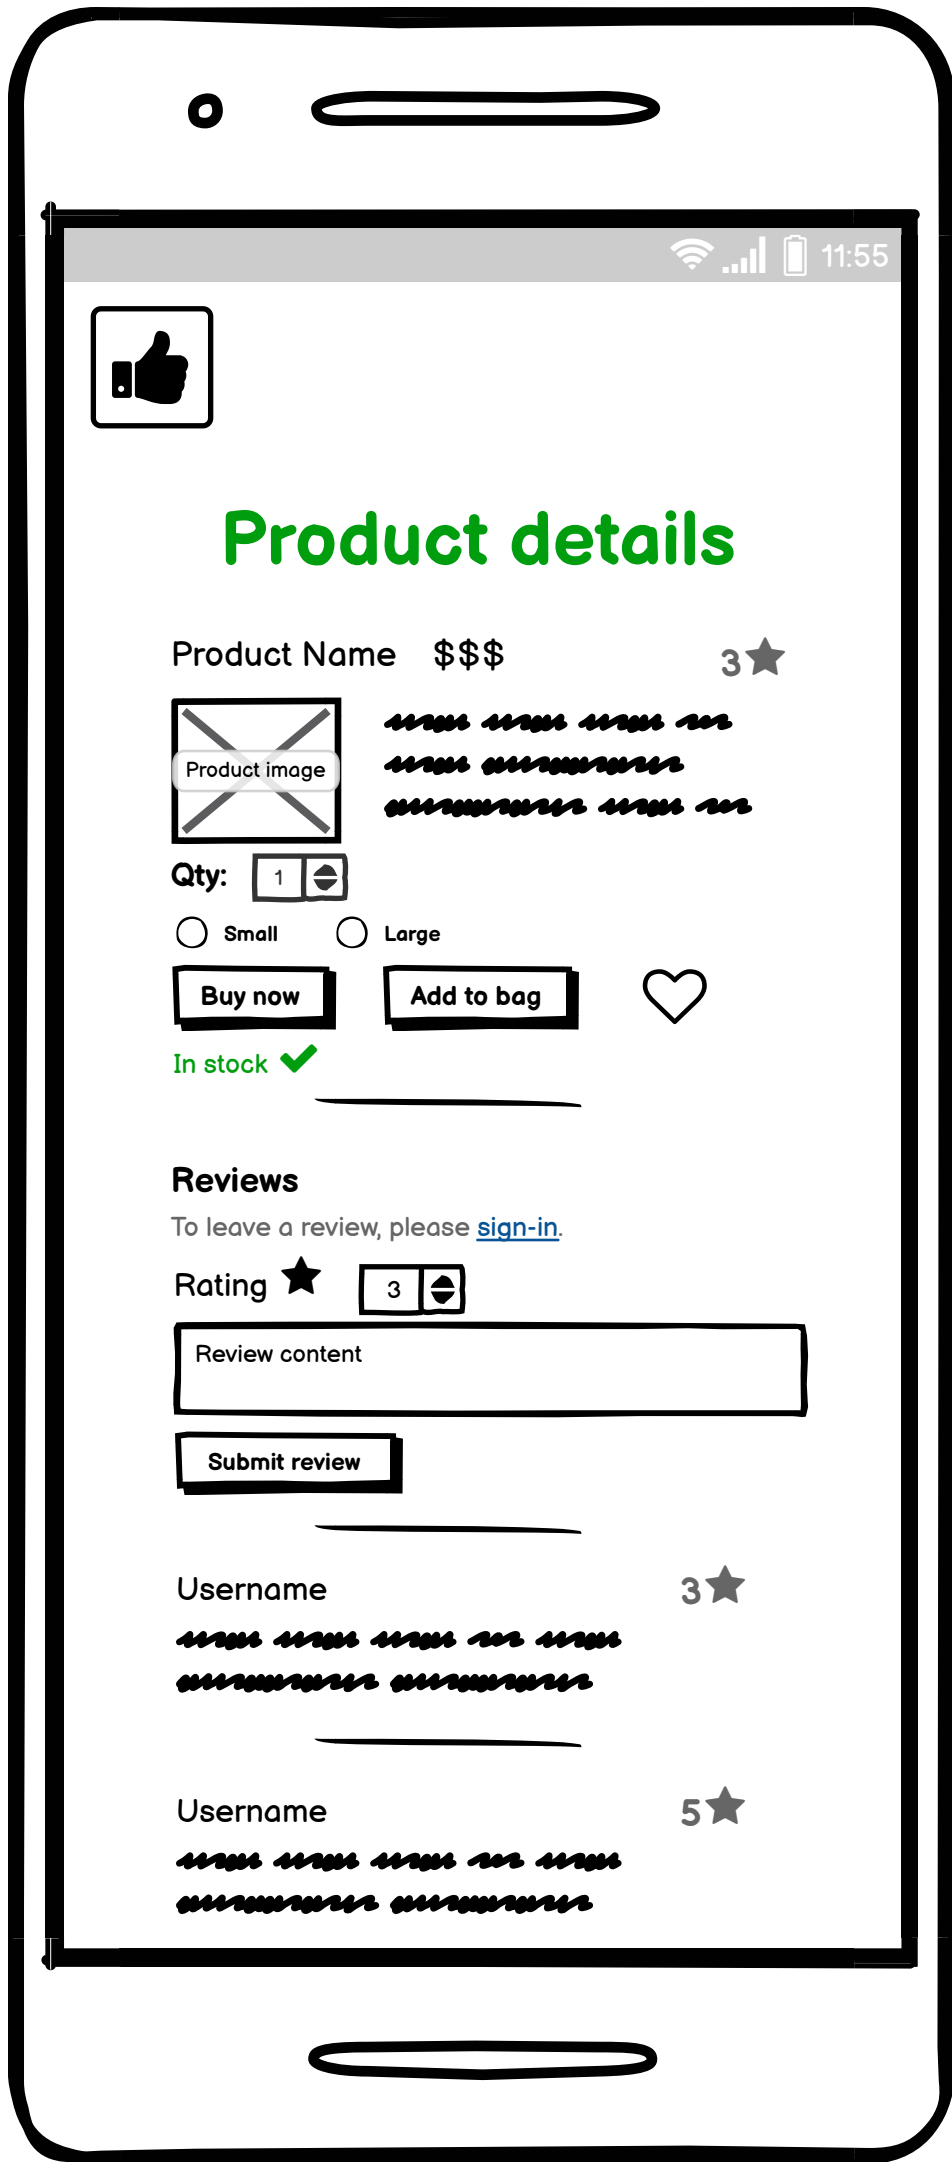 11:55
Product details
Product Name $$$ 3
Product image
Qty: 1
Small Large
Buy now Add to bag
In stock
Reviews
To leave a review, please sign-in.
Rating 3
Review content
Submit review
Username 3
Username 5